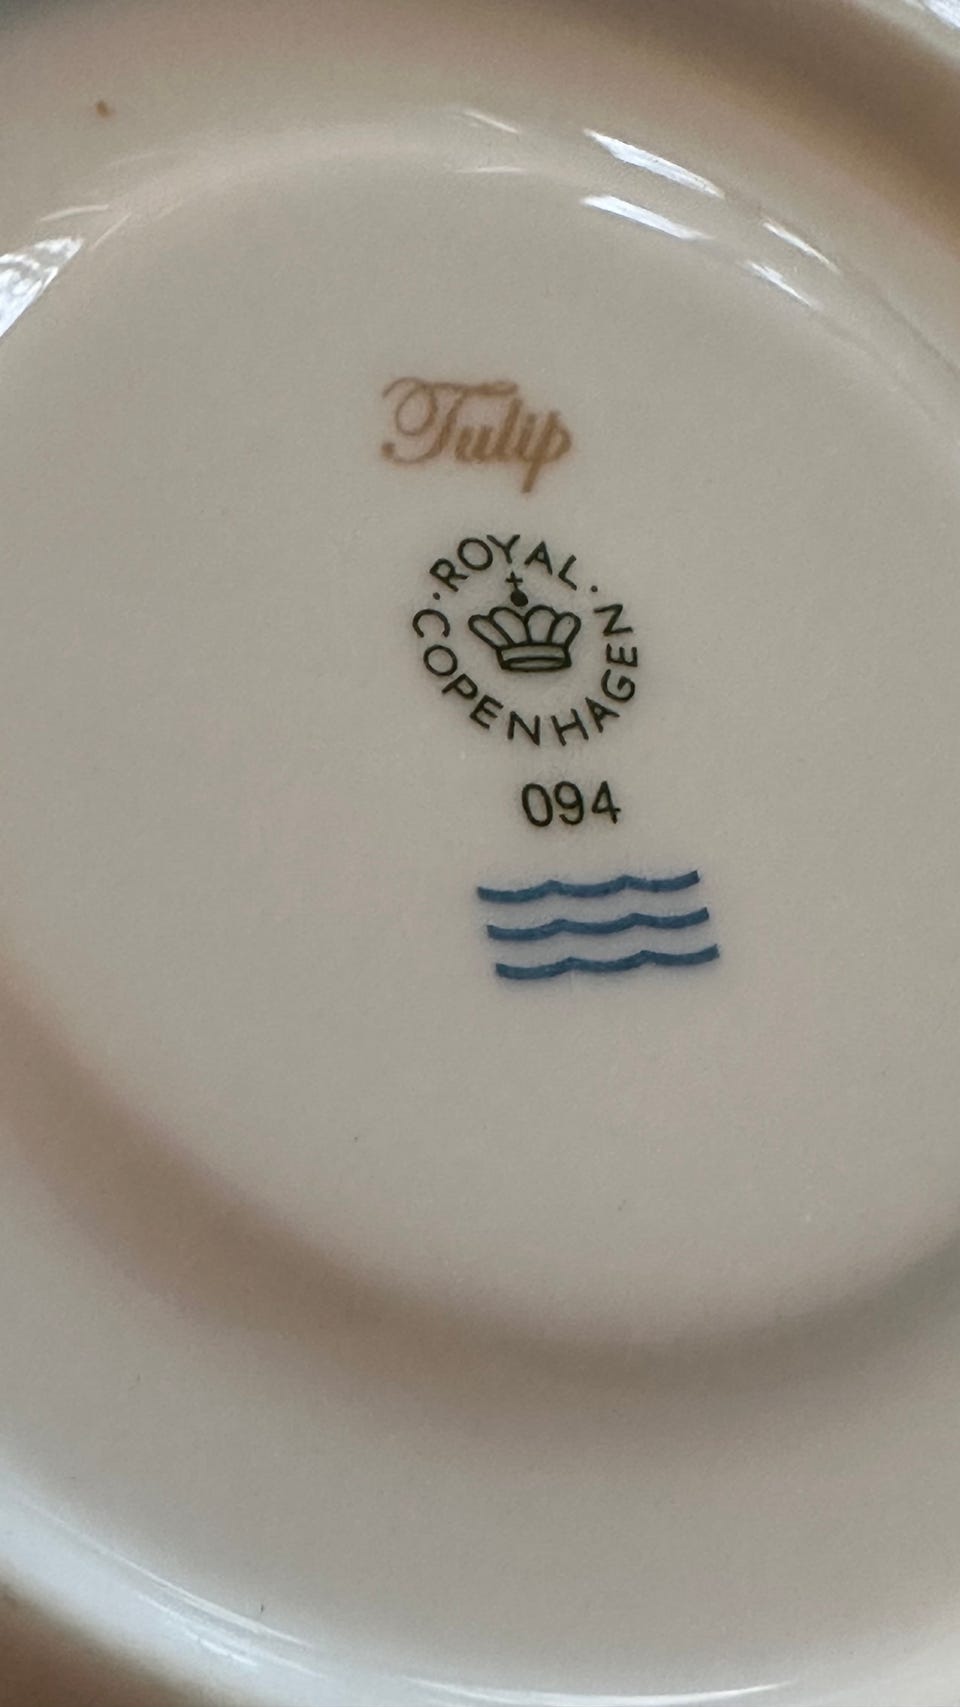 Tulip
· ROYAL · COPENHAGEN
094